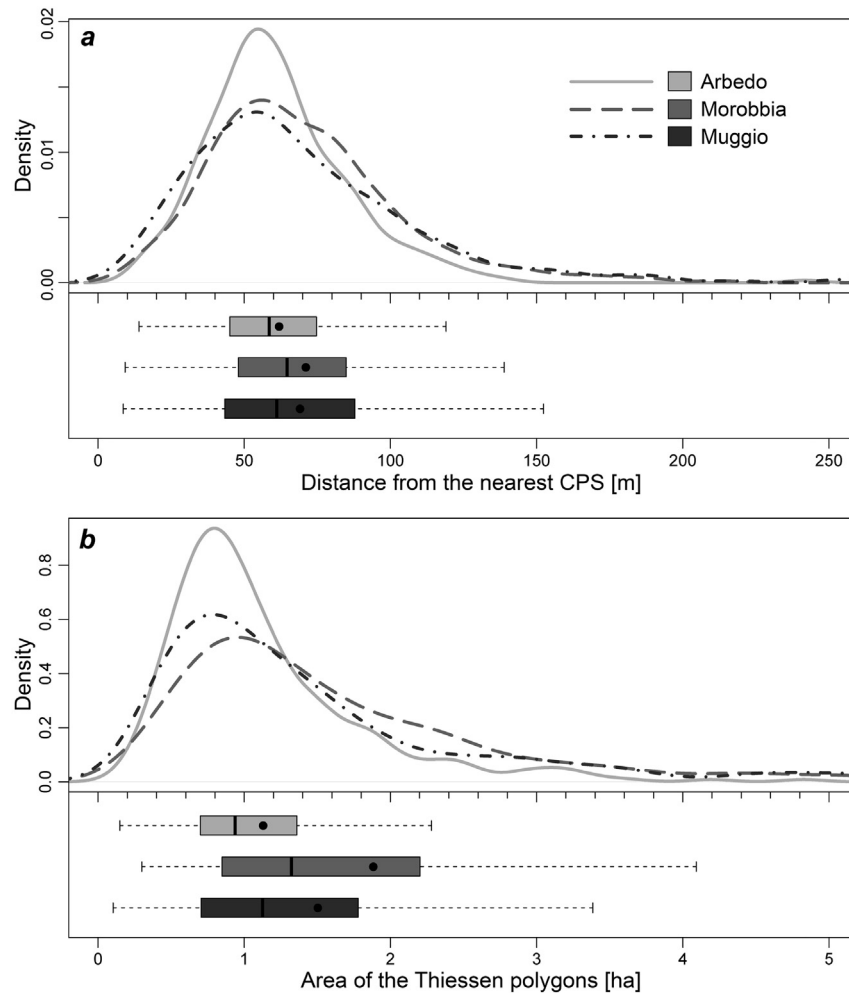 a
Density
0.00 0.01 0.02
Arbedo
Morobbia
Muggio
0 50 100 150 200 250
Distance from the nearest CPS [m]
b
Density
0.0 0.2 0.4 0.6 0.8
0 1 2 3 4 5
Area of the Thiessen polygons [ha]